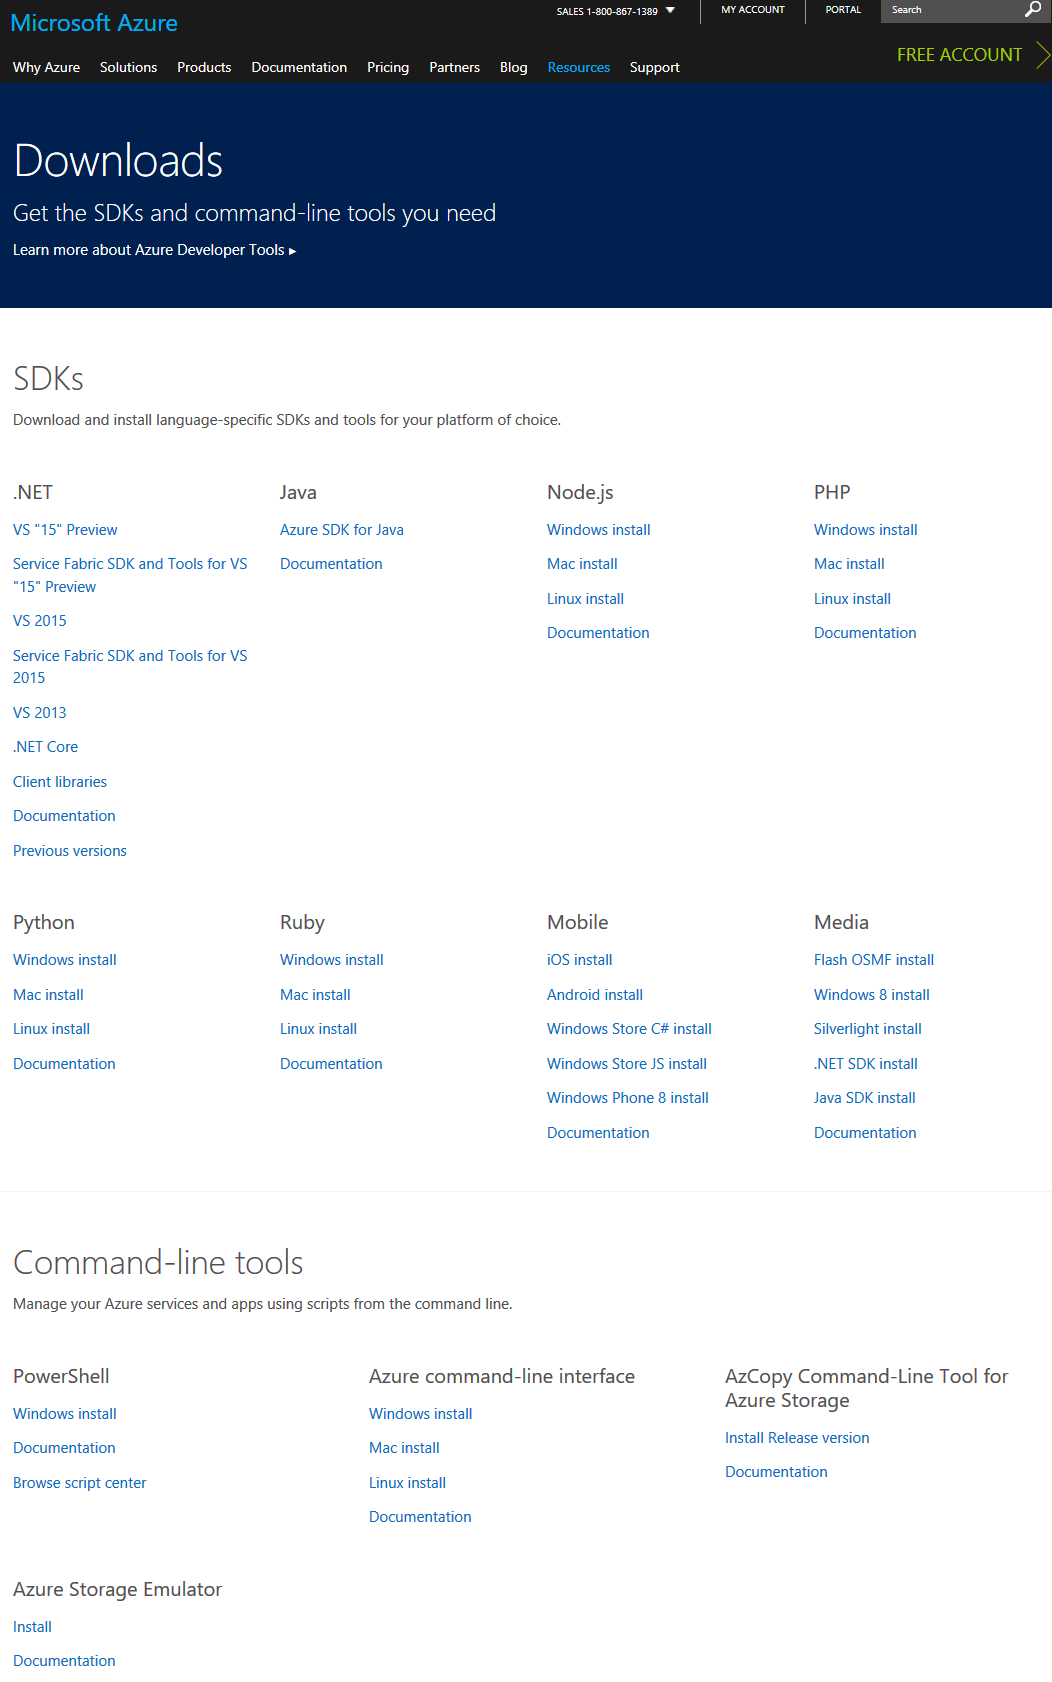 Microsoft Azure
SALES 1-800-867-1389
MY ACCOUNT
PORTAL
Search
FREE ACCOUNT
Why Azure
Solutions
Products
Documentation
Pricing
Partners
Blog
Resources
Support
Downloads
Get the SDKs and command-line tools you need
Learn more about Azure Developer Tools ▸
SDKs
Download and install language-specific SDKs and tools for your platform of choice.
.NET
VS "15" Preview
Service Fabric SDK and Tools for VS
"15" Preview
VS 2015
Service Fabric SDK and Tools for VS
2015
VS 2013
.NET Core
Client libraries
Documentation
Previous versions
Java
Azure SDK for Java
Documentation
Node.js
Windows install
Mac install
Linux install
Documentation
PHP
Windows install
Mac install
Linux install
Documentation
Python
Windows install
Mac install
Linux install
Documentation
Ruby
Windows install
Mac install
Linux install
Documentation
Mobile
iOS install
Android install
Windows Store C# install
Windows Store JS install
Windows Phone 8 install
Documentation
Media
Flash OSMF install
Windows 8 install
Silverlight install
.NET SDK install
Java SDK install
Documentation
Command-line tools
Manage your Azure services and apps using scripts from the command line.
PowerShell
Windows install
Documentation
Browse script center
Azure command-line interface
Windows install
Mac install
Linux install
Documentation
AzCopy Command-Line Tool for
Azure Storage
Install Release version
Documentation
Azure Storage Emulator
Install
Documentation